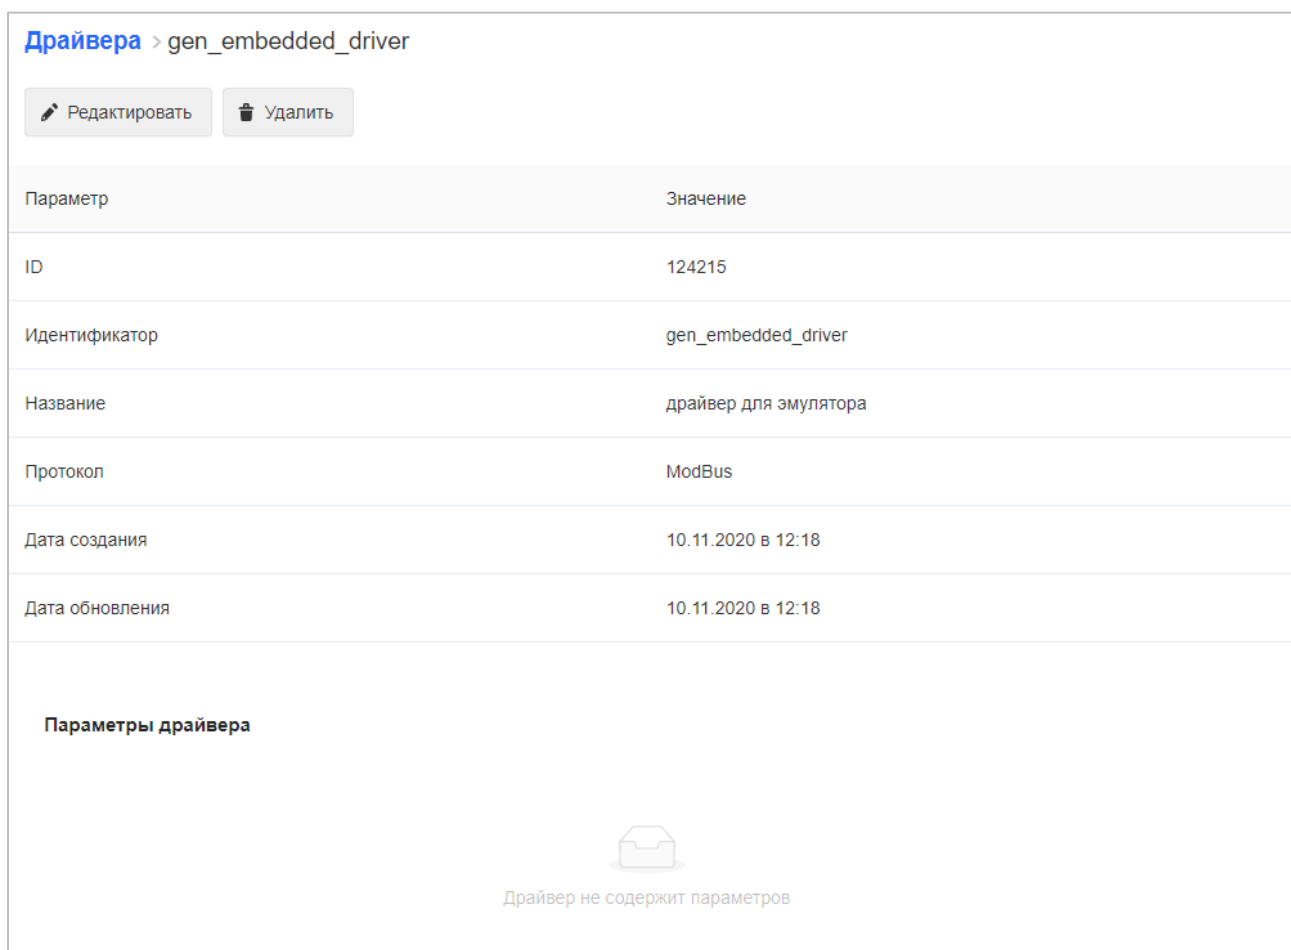 Драйвера > gen_embedded_driver
Редактировать Удалить
Параметр Значение
ID 124215
Идентификатор gen_embedded_driver
Название драйвер для эмулятора
Протокол ModBus
Дата создания 10.11.2020 в 12:18
Дата обновления 10.11.2020 в 12:18
Параметры драйвера
Драйвер не содержит параметров